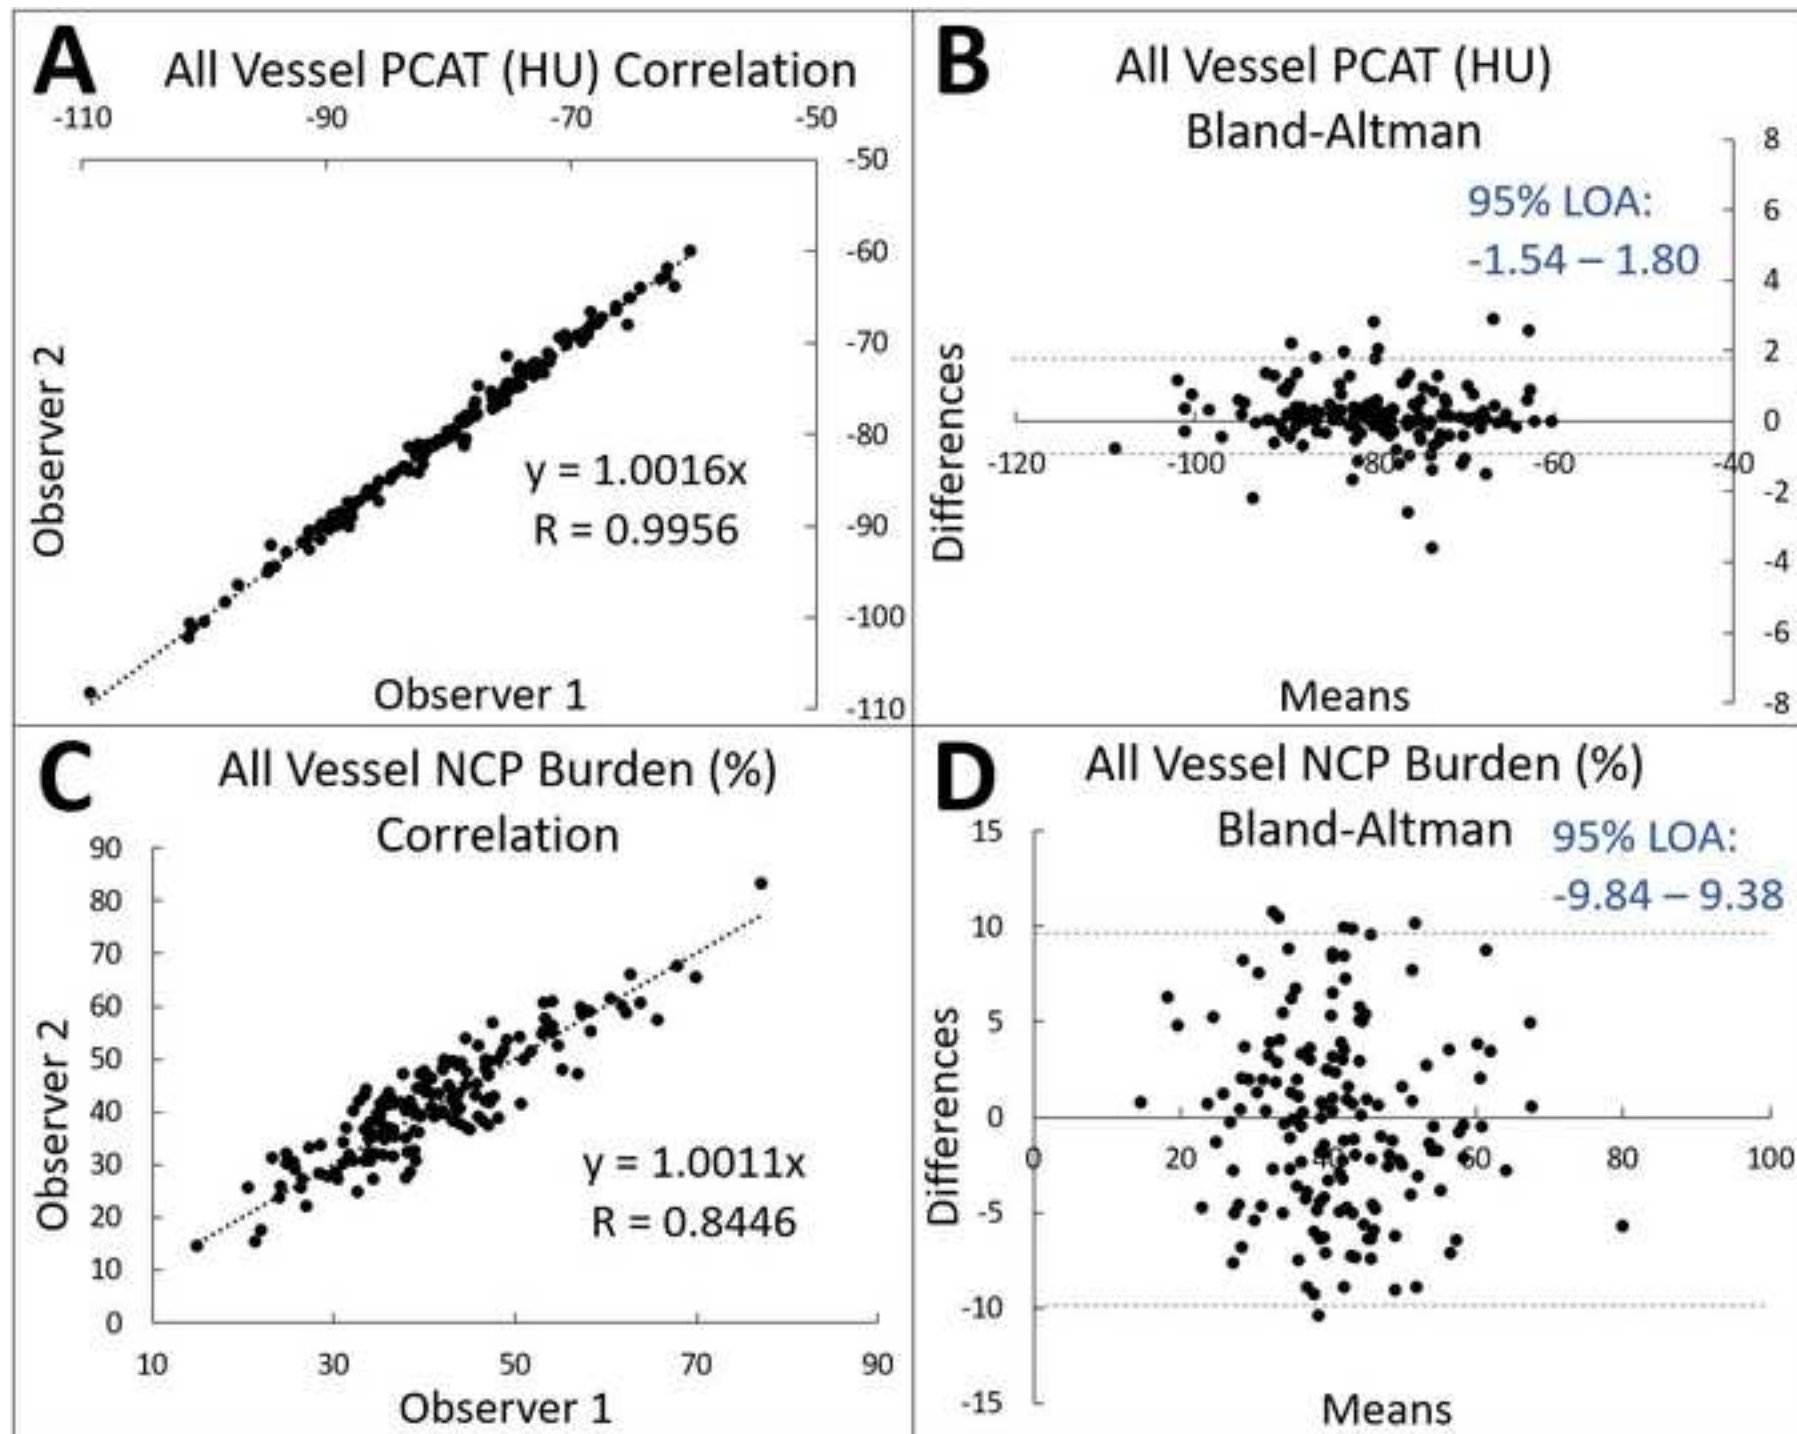 A
All Vessel PCAT (HU) Correlation
-110 -90 -70 -50
-50
-60
-70
-80
-90
-100
-110
Observer 2
y = 1.0016x
R = 0.9956
Observer 1
B
All Vessel PCAT (HU)
Bland-Altman
95% LOA:
-1.54 – 1.80
8
6
4
2
0
-2
-4
-6
-8
Differences
-120 -100 -80 -60 -40
Means
C
All Vessel NCP Burden (%)
Correlation
90
80
70
60
50
40
30
20
10
0
Observer 2
y = 1.0011x
R = 0.8446
10 30 50 70 90
Observer 1
D
All Vessel NCP Burden (%)
Bland-Altman
95% LOA:
-9.84 – 9.38
15
10
5
0
-5
-10
-15
Differences
0 20 40 60 80 100
Means